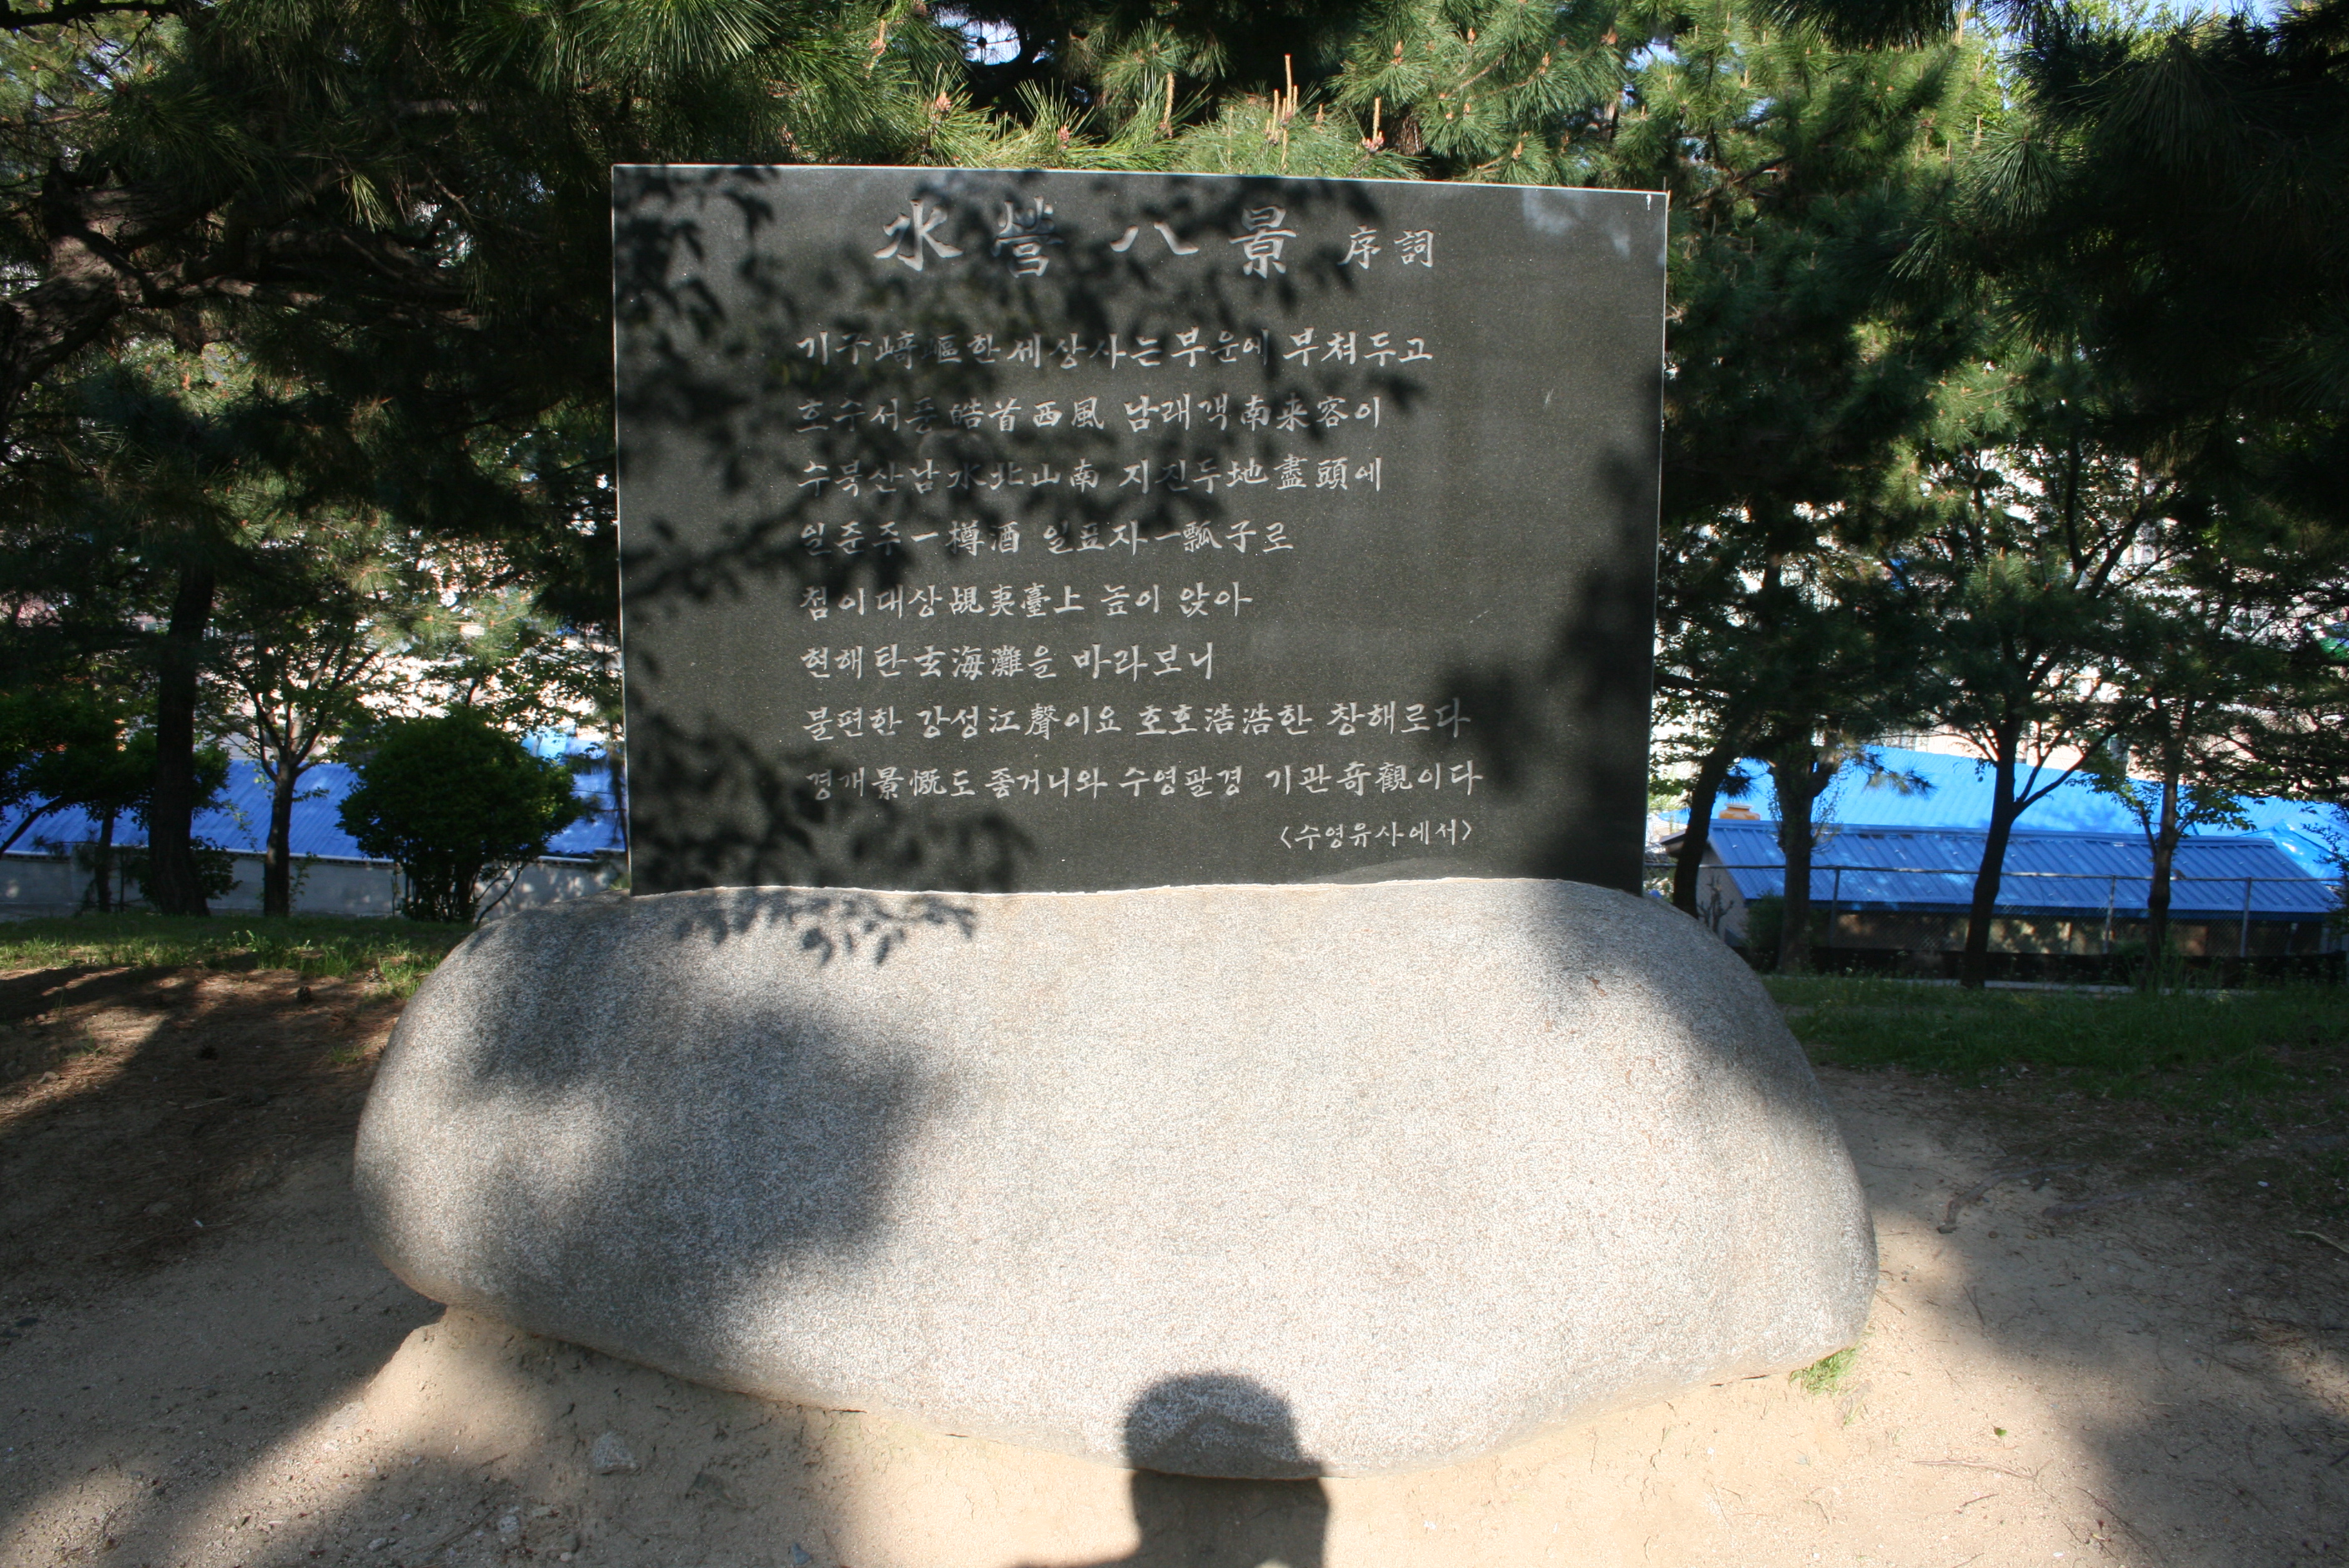 水營八景 序詞
기구崎嶇한 세상사는 부운에 부쳐두고
호수서풍皓首西風 남래객南来客이
수북산남水北山南 지진두地盡頭에
일준주一樽酒 일표자一瓢子로
첨이대상覘夷臺上 높이 앉아
현해탄玄海灘을 바라보니
불편한 강성江聲이요 호호浩浩한 창해로다
경개景慨도 좋거니와 수영팔경 기관奇觀이다
<수영유사에서>